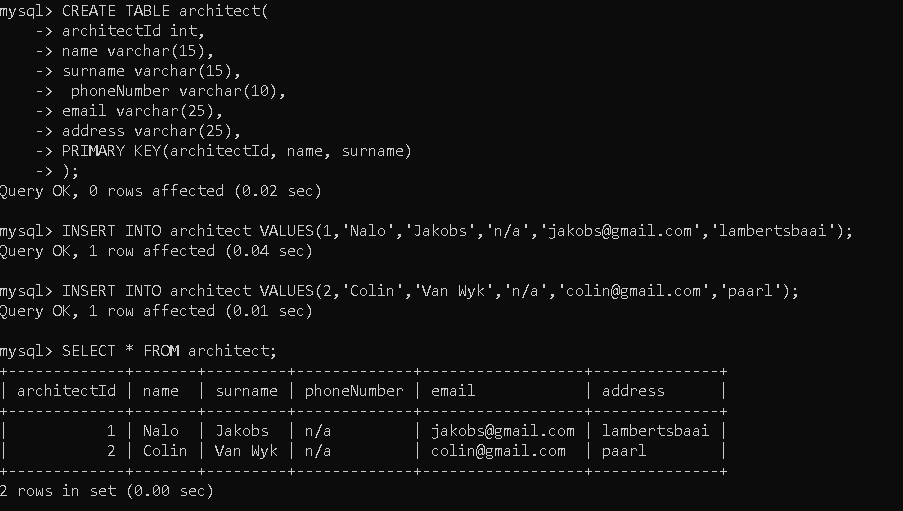 mysql> CREATE TABLE architect(
    -> architectId int,
    -> name varchar(15),
    -> surname varchar(15),
    ->  phoneNumber varchar(10),
    -> email varchar(25),
    -> address varchar(25),
    -> PRIMARY KEY(architectId, name, surname)
    -> );
Query OK, 0 rows affected (0.02 sec)

mysql> INSERT INTO architect VALUES(1,'Nalo','Jakobs','n/a','jakobs@gmail.com','lambertsbaai');
Query OK, 1 row affected (0.04 sec)

mysql> INSERT INTO architect VALUES(2,'Colin','Van Wyk','n/a','colin@gmail.com','paarl');
Query OK, 1 row affected (0.01 sec)

mysql> SELECT * FROM architect;
+-------------+-------+---------+-------------+------------------+--------------+
| architectId | name  | surname | phoneNumber | email            | address      |
+-------------+-------+---------+-------------+------------------+--------------+
|           1 | Nalo  | Jakobs  | n/a         | jakobs@gmail.com | lambertsbaai |
|           2 | Colin | Van Wyk | n/a         | colin@gmail.com  | paarl        |
+-------------+-------+---------+-------------+------------------+--------------+
2 rows in set (0.00 sec)